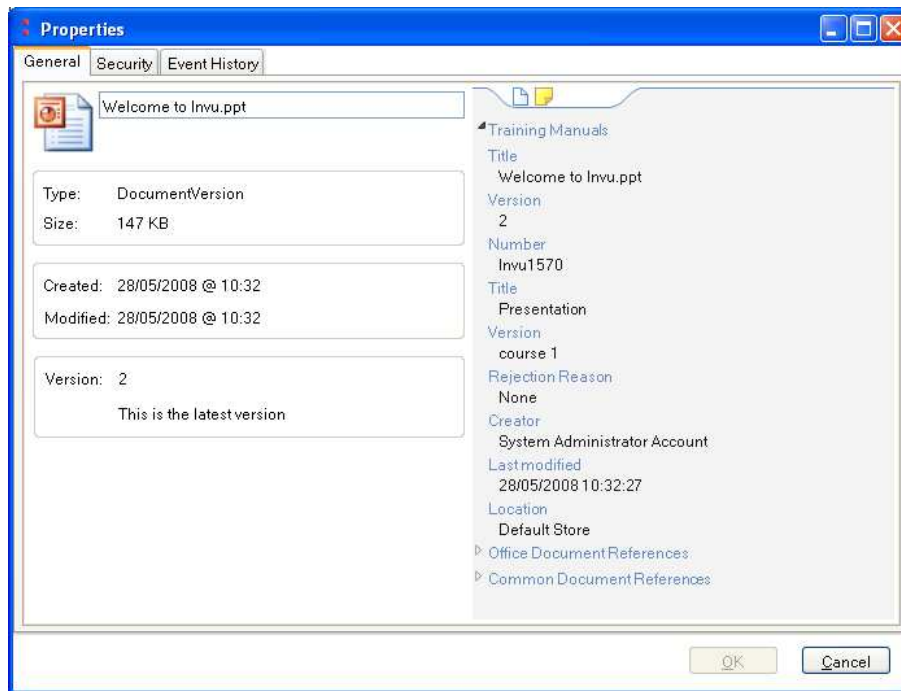 Properties
General Security Event History
Welcome to Invu.ppt
Type: DocumentVersion
Size: 147 KB
Created: 28/05/2008 @ 10:32
Modified: 28/05/2008 @ 10:32
Version: 2
This is the latest version
Training Manuals
Title
Welcome to Invu.ppt
Version
2
Number
Invu1570
Title
Presentation
Version
course 1
Rejection Reason
None
Creator
System Administrator Account
Last modified
28/05/2008 10:32:27
Location
Default Store
Office Document References
Common Document References
OK Cancel